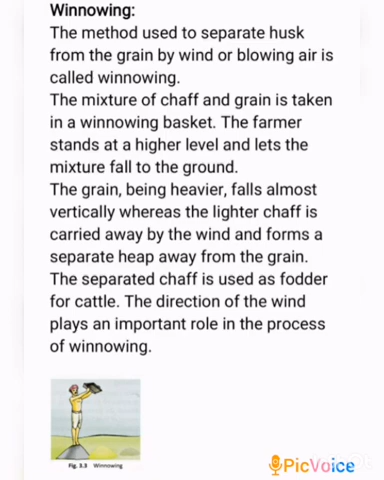 Winnowing:
The method used to separate husk
from the grain by wind or blowing air is
called winnowing.
The mixture of chaff and grain is taken
in a winnowing basket. The farmer
stands at a higher level and lets the
mixture fall to the ground.
The grain, being heavier, falls almost
vertically whereas the lighter chaff is
carried away by the wind and forms a
separate heap away from the grain.
The separated chaff is used as fodder
for cattle. The direction of the wind
plays an important role in the process
of winnowing.
Fig. 3.3 Winnowing
PicVoice